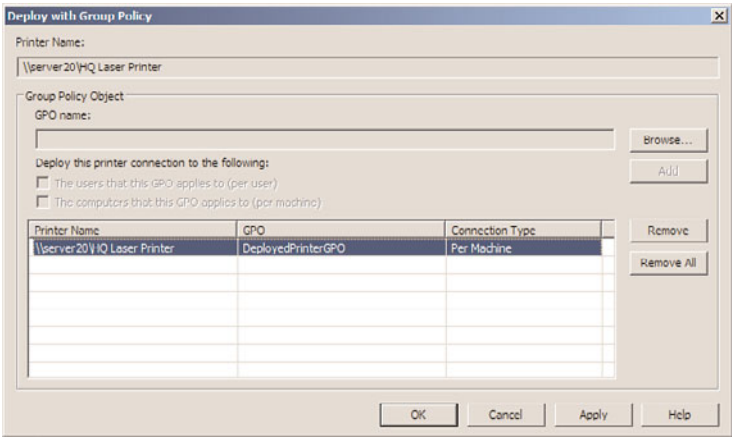 Deploy with Group Policy
Printer Name:
\\server20\HQ Laser Printer
Group Policy Object
GPO name:
Browse...
Deploy this printer connection to the following:
Add
The users that this GPO applies to (per user)
The computers that this GPO applies to (per machine)
Printer Name GPO Connection Type
Remove
\\server20\HQ Laser Printer DeployedPrinterGPO Per Machine
Remove All
OK Cancel Apply Help